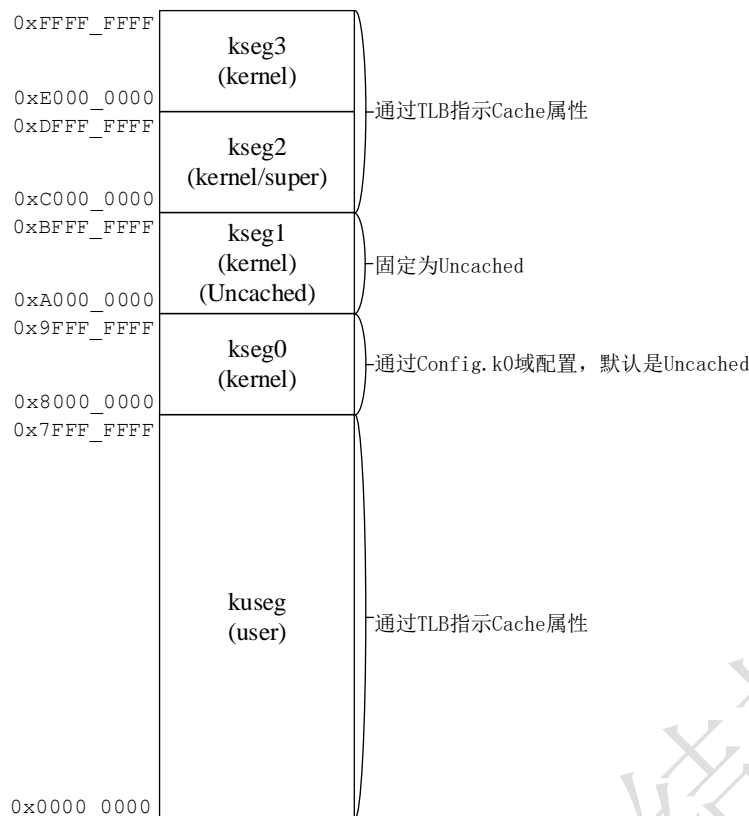 0xFFFF_FFFF
kseg3
(kernel)
0xE000_0000
通过TLB指示Cache属性
0xDFFF_FFFF
kseg2
(kernel/super)
0xC000_0000
0xBFFF_FFFF
kseg1
(kernel)
固定为Uncached
(Uncached)
0xA000_0000
0x9FFF_FFFF
kseg0
(kernel)
通过Config.k0域配置，默认是Uncached
0x8000_0000
0x7FFF_FFFF
kuseg
(user)
通过TLB指示Cache属性
0x0000_0000